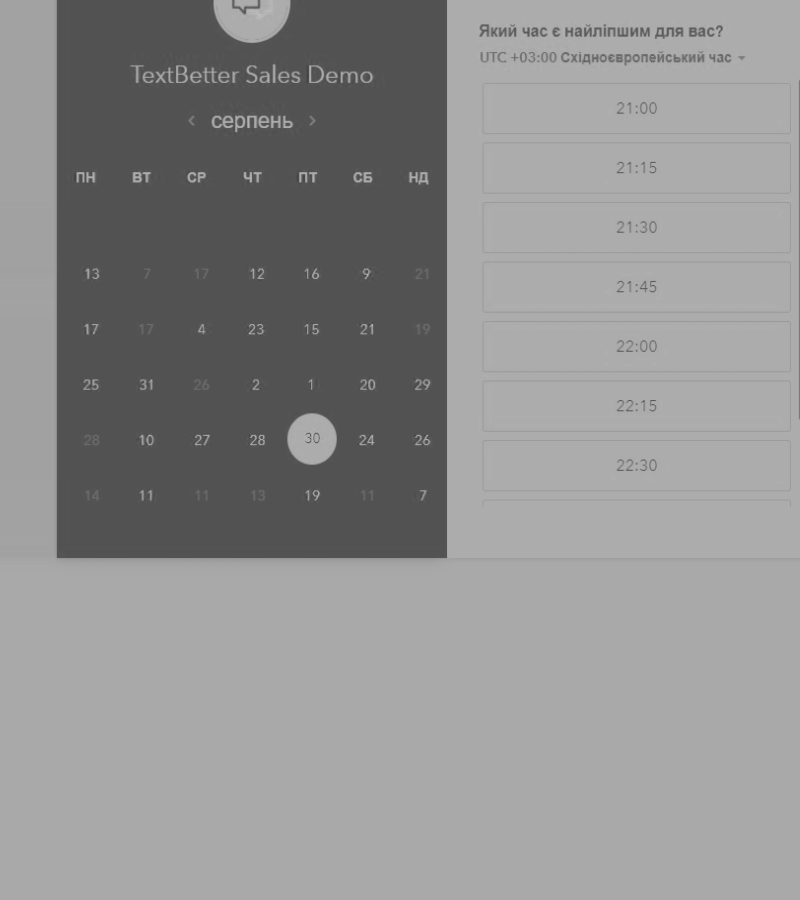 TextBetter Sales Demo
серпень
ПН ВТ СР ЧТ ПТ СБ НД
13 7 17 12 16 9 21
17 17 4 23 15 21 19
25 31 26 2 1 20 29
28 10 27 28 30 24 26
14 11 11 13 19 11 7
Який час є найліпшим для вас?
UTC +03:00 Східноєвропейський час
21:00
21:15
21:30
21:45
22:00
22:15
22:30